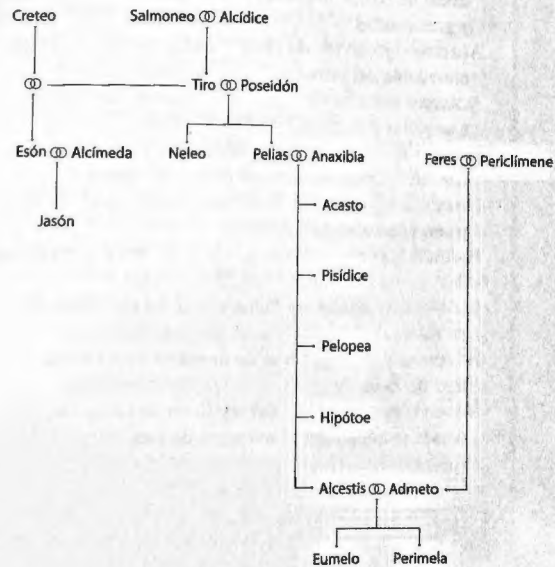 Creteo Salmoneo Alcídice
Tiro Poseidón
Esón Alcímeda Neleo Pelias Anaxibia Feres Periclímene
Acasto
Jasón
Pisídice
Pelopea
Hipótoe
Alcestis Admeto
Eumelo Perimela